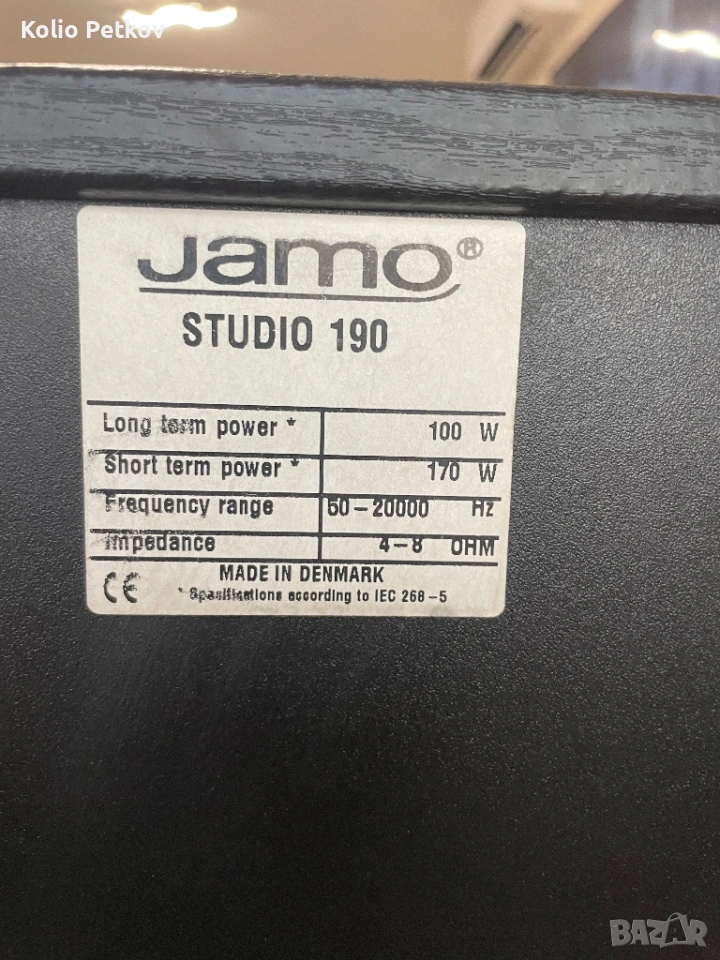 Kolio Petkov
Jamo®
STUDIO 190
Long term power * 100 W
Short term power * 170 W
Frequency range 50-20000 Hz
Impedance 4-8 OHM
MADE IN DENMARK
CE * Specifications according to IEC 268-5
BAZAR